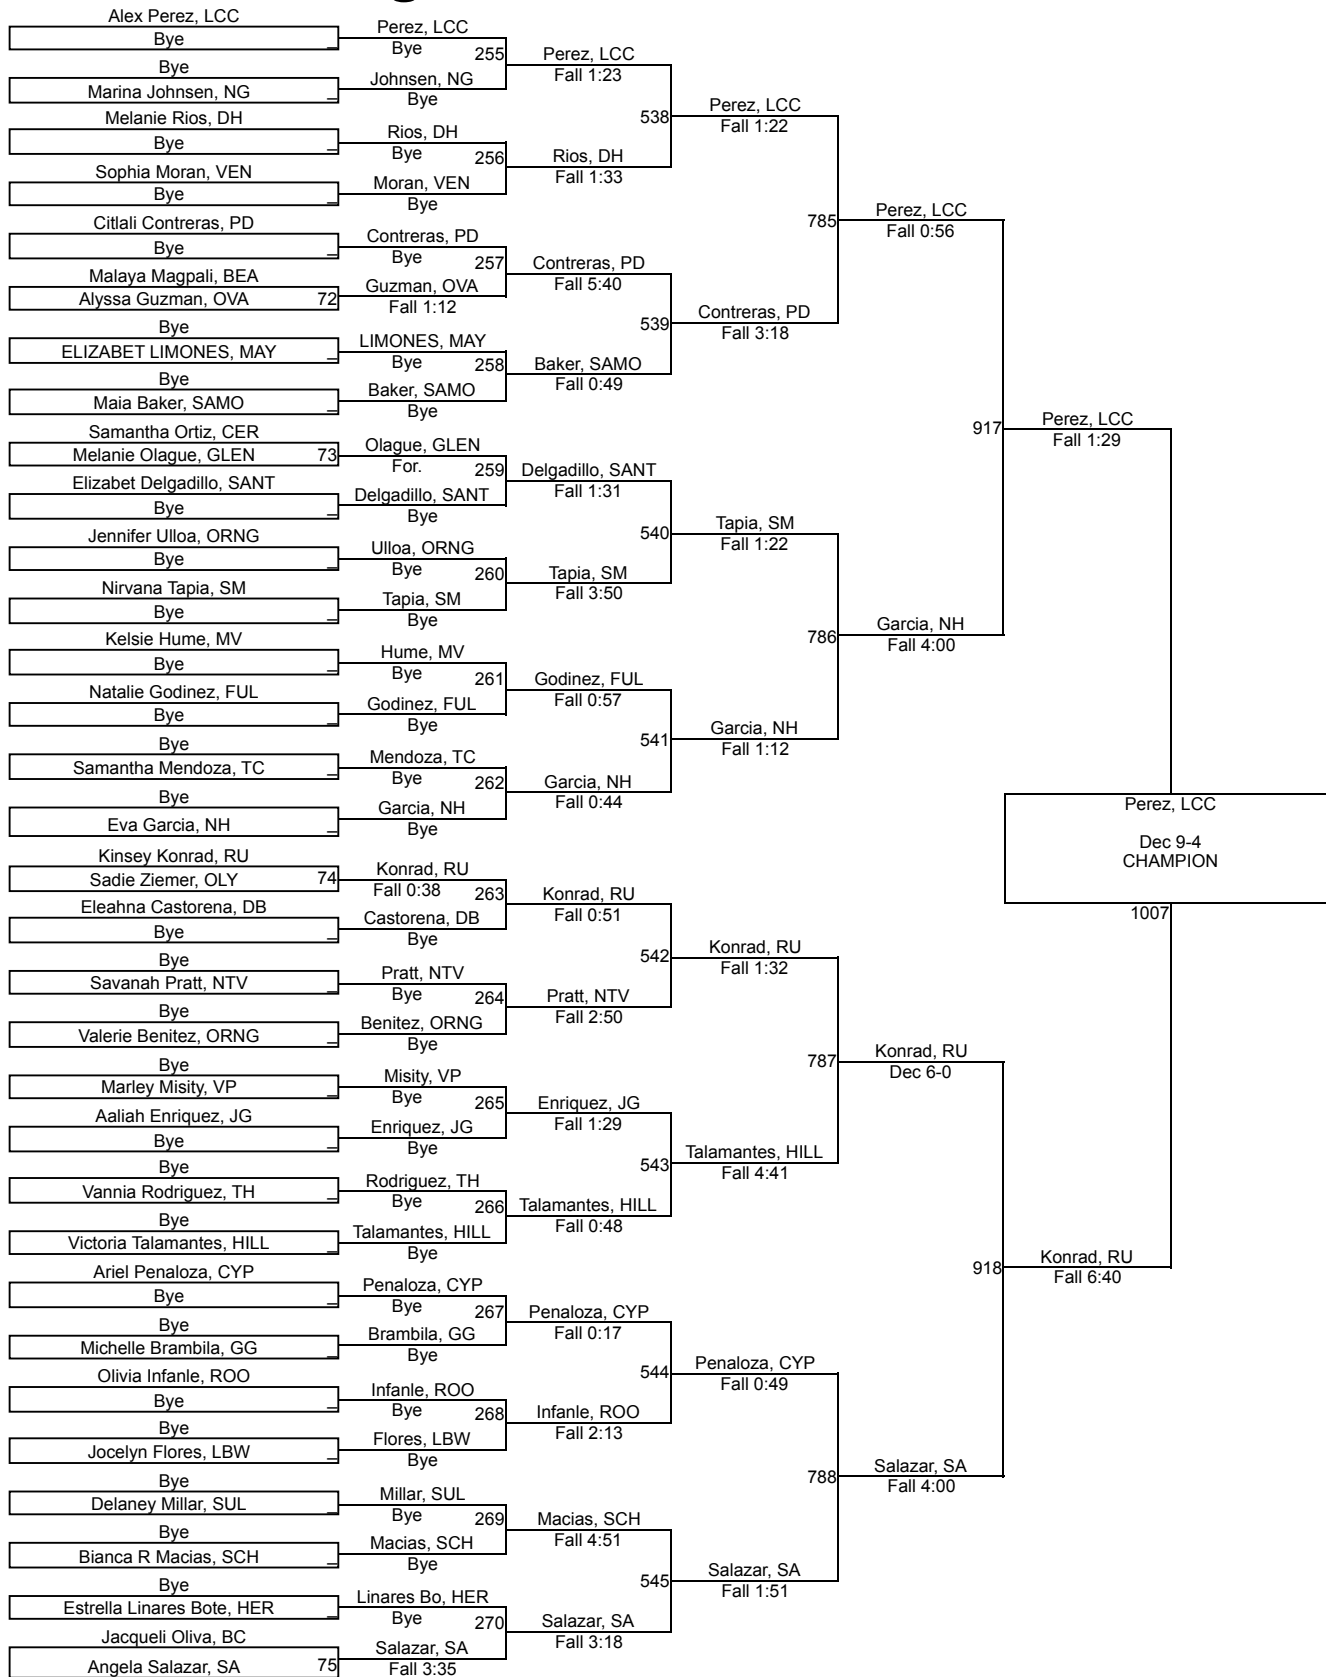 Alex Perez, LCC
Bye _
Bye
Marina Johnsen, NG _
Melanie Rios, DH
Bye _
Sophia Moran, VEN
Bye _
Citlali Contreras, PD
Bye _
Malaya Magpali, BEA
Alyssa Guzman, OVA 72
Bye
ELIZABET LIMONES, MAY _
Bye
Maia Baker, SAMO _
Samantha Ortiz, CER
Melanie Olague, GLEN 73
Elizabet Delgadillo, SANT
Bye _
Jennifer Ulloa, ORNG
Bye _
Nirvana Tapia, SM
Bye _
Kelsie Hume, MV
Bye _
Natalie Godinez, FUL
Bye _
Bye
Samantha Mendoza, TC _
Bye
Eva Garcia, NH _
Kinsey Konrad, RU
Sadie Ziemer, OLY 74
Eleahna Castorena, DB
Bye _
Bye
Savanah Pratt, NTV _
Bye
Valerie Benitez, ORNG _
Bye
Marley Misity, VP _
Aaliah Enriquez, JG
Bye _
Bye
Vannia Rodriguez, TH _
Bye
Victoria Talamantes, HILL _
Ariel Penaloza, CYP
Bye _
Bye
Michelle Brambila, GG _
Olivia Infanle, ROO
Bye _
Bye
Jocelyn Flores, LBW _
Bye
Delaney Millar, SUL _
Bye
Bianca R Macias, SCH _
Bye
Estrella Linares Bote, HER _
Jacqueli Oliva, BC
Angela Salazar, SA 75
Perez, LCC
Bye
255
Johnsen, NG
Bye
Rios, DH
Bye
256
Moran, VEN
Bye
Contreras, PD
Bye
257
Guzman, OVA
Fall 1:12
LIMONES, MAY
Bye
258
Baker, SAMO
Bye
Olague, GLEN
For.
259
Delgadillo, SANT
Bye
Ulloa, ORNG
Bye
260
Tapia, SM
Bye
Hume, MV
Bye
261
Godinez, FUL
Bye
Mendoza, TC
Bye
262
Garcia, NH
Bye
Konrad, RU
Fall 0:38
263
Castorena, DB
Bye
Pratt, NTV
Bye
264
Benitez, ORNG
Bye
Misity, VP
Bye
265
Enriquez, JG
Bye
Rodriguez, TH
Bye
266
Talamantes, HILL
Bye
Penaloza, CYP
Bye
267
Brambila, GG
Bye
Infanle, ROO
Bye
268
Flores, LBW
Bye
Millar, SUL
Bye
269
Macias, SCH
Bye
Linares Bo, HER
Bye
270
Salazar, SA
Fall 3:35
Perez, LCC
Fall 1:23
538
Rios, DH
Fall 1:33
Contreras, PD
Fall 5:40
539
Baker, SAMO
Fall 0:49
Delgadillo, SANT
Fall 1:31
540
Tapia, SM
Fall 3:50
Godinez, FUL
Fall 0:57
541
Garcia, NH
Fall 0:44
Konrad, RU
Fall 0:51
542
Pratt, NTV
Fall 2:50
Enriquez, JG
Fall 1:29
543
Talamantes, HILL
Fall 0:48
Penaloza, CYP
Fall 0:17
544
Infanle, ROO
Fall 2:13
Macias, SCH
Fall 4:51
545
Salazar, SA
Fall 3:18
Perez, LCC
Fall 1:22
785
Contreras, PD
Fall 3:18
Tapia, SM
Fall 1:22
786
Garcia, NH
Fall 1:12
Konrad, RU
Fall 1:32
787
Talamantes, HILL
Fall 4:41
Penaloza, CYP
Fall 0:49
788
Salazar, SA
Fall 1:51
Perez, LCC
Fall 0:56
917
Garcia, NH
Fall 4:00
Konrad, RU
Dec 6-0
918
Salazar, SA
Fall 4:00
Perez, LCC
Fall 1:29
Konrad, RU
Fall 6:40
Perez, LCC
Dec 9-4
CHAMPION
1007